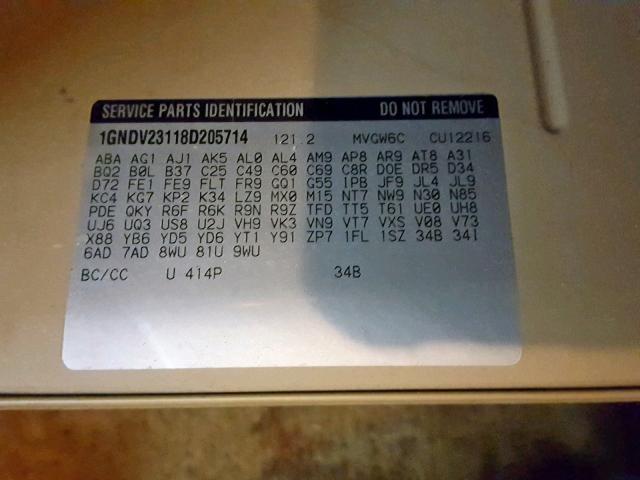 SERVICE PARTS IDENTIFICATION DO NOT REMOVE
1GNDV23118D205714 121.2 MVGW6C CU12216
ABA AG1 AJ1 AK5 AL0 AL4 AM9 AP8 AR9 AT8 A31
BQ2 B0L B37 C25 C49 C60 C69 C8R D0E DR5 D34
D72 FE1 FE9 FLT FR9 GQ1 G55 IPB JF9 JL4 JL9
KC4 KG7 KP2 K34 LZ9 MX0 M15 NT7 NW9 N30 N85
PDE QKY R6F R6K R9N R9Z TFD TT5 T61 UE0 UH8
UJ6 UQ3 US8 U2J VH9 VK3 VN9 VT7 VXS V08 V73
X88 YB6 YD5 YD6 YT1 Y91 ZP7 1FL 1SZ 34B 34I
6AD 7AD 8WU 81U 9WU
BC/CC U 414P 34B